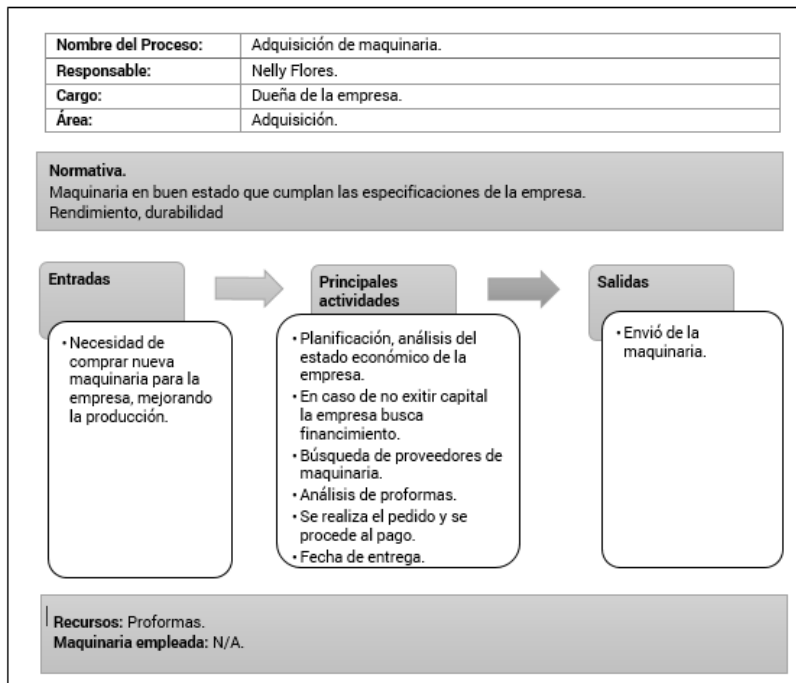 Nombre del Proceso: Adquisición de maquinaria.
Responsable: Nelly Flores.
Cargo: Dueña de la empresa.
Área: Adquisición.
Normativa.
Maquinaria en buen estado que cumplan las especificaciones de la empresa.
Rendimiento, durabilidad
Entradas
• Necesidad de
comprar nueva
maquinaria para la
empresa, mejorando
la producción.
Principales
actividades
• Planificación, análisis del
estado económico de la
empresa.
• En caso de no exitir capital
la empresa busca
financimiento.
• Búsqueda de proveedores de
maquinaria.
• Análisis de proformas.
• Se realiza el pedido y se
procede al pago.
• Fecha de entrega.
Salidas
• Envió de la
maquinaria.
Recursos: Proformas.
Maquinaria empleada: N/A.